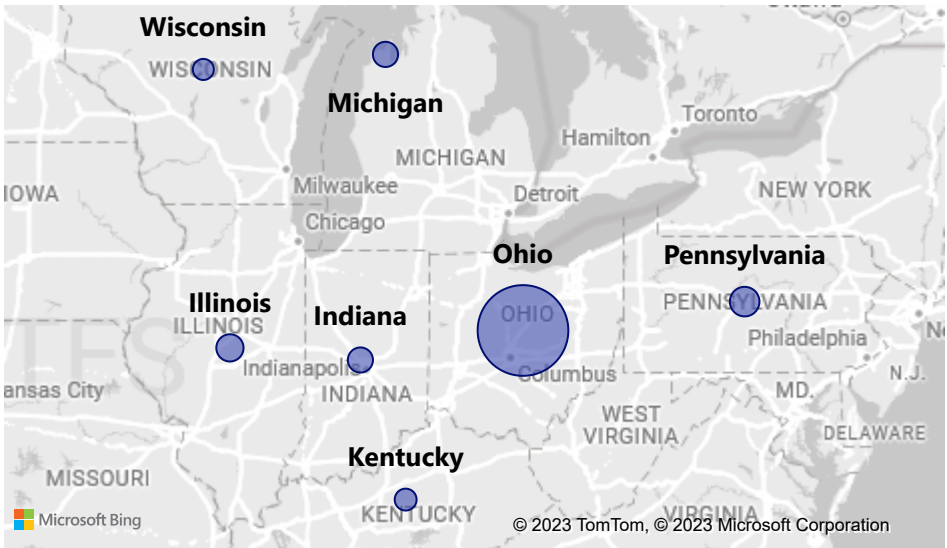 Wisconsin
WISCONSIN
Michigan
Toronto
Hamilton
MICHIGAN
IOWA
Milwaukee
Detroit
NEW YORK
Chicago
Ohio
Pennsylvania
Illinois
Indiana
OHIO
PENNSYLVANIA
ILLINOIS
Philadelphia
Indianapolis
Columbus
ansas City
INDIANA
MD.
N.J.
WEST
VIRGINIA
DELAWARE
Kentucky
MISSOURI
KENTUCKY
VIRGINIA
Microsoft Bing
© 2023 TomTom, © 2023 Microsoft Corporation